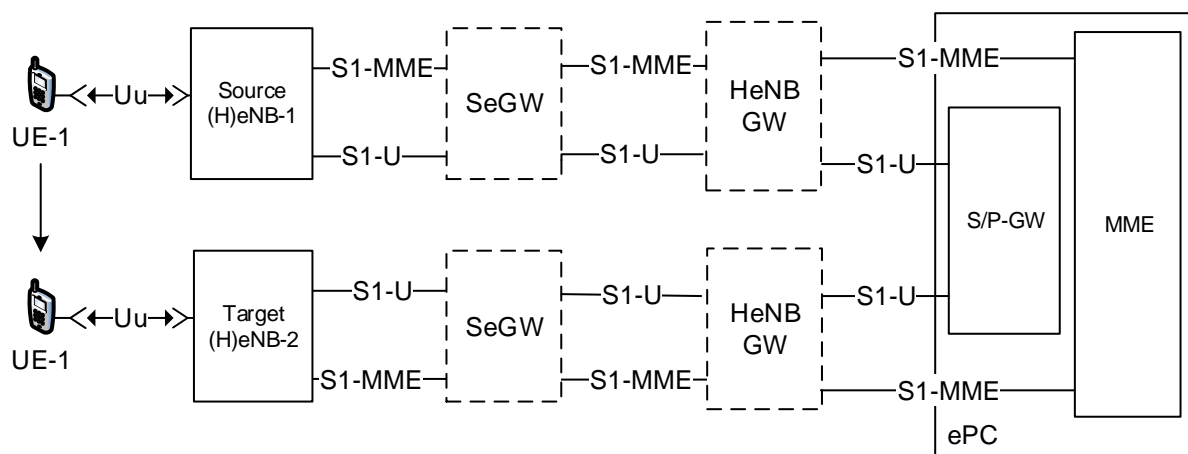 S1-MME
S1-MME
S1-MME
Source
(H)eNB-1
SeGW
HeNB
GW
Uu
UE-1
S1-U
S1-U
S1-U
S/P-GW
MME
Target
(H)eNB-2
S1-U
S1-U
S1-U
SeGW
HeNB
GW
Uu
UE-1
S1-MME
S1-MME
S1-MME
ePC